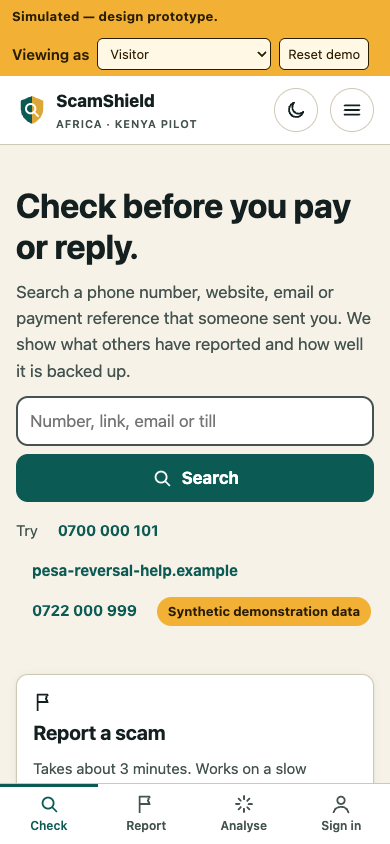 Simulated — design prototype.
Viewing as
Visitor
Reset demo
ScamShield
AFRICA · KENYA PILOT
Check before you pay
or reply.
Search a phone number, website, email or
payment reference that someone sent you. We
show what others have reported and how well
it is backed up.
Number, link, email or till
Search
Try 0700 000 101
pesa-reversal-help.example
0722 000 999 Synthetic demonstration data
Report a scam
Takes about 3 minutes. Works on a slow
Check Report Analyse Sign in